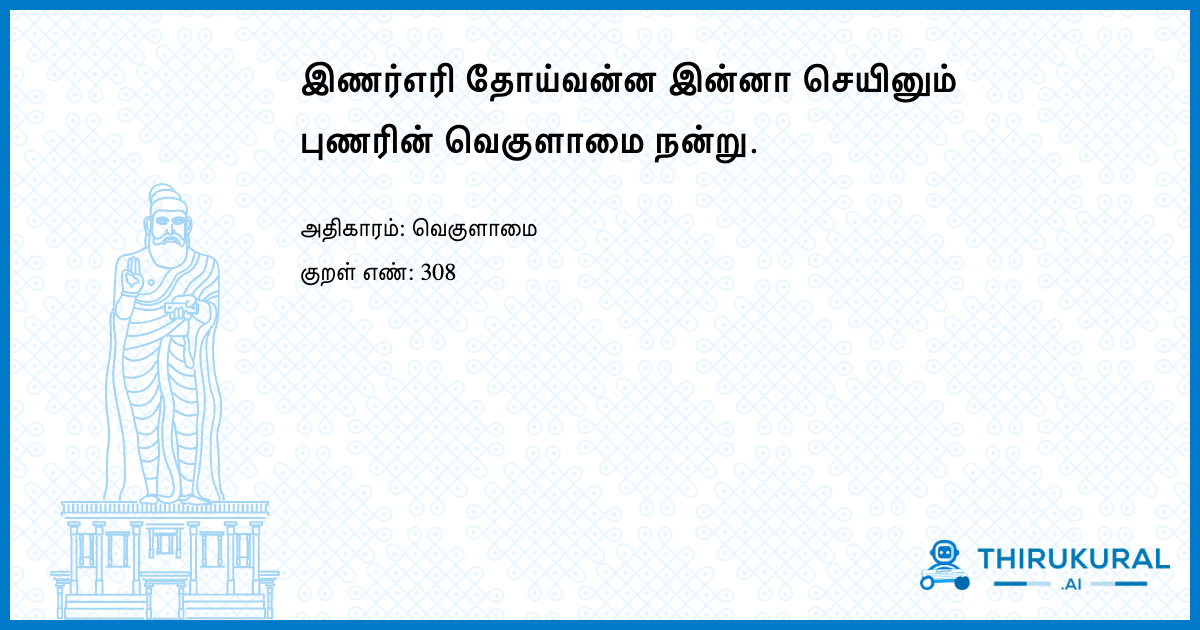 இணர்எரி தோய்வன்ன இன்னா செயினும்
புணரின் வெகுளாமை நன்று.
அதிகாரம்: வெகுளாமை
குறள் எண்: 308
THIRUKURAL
.AI